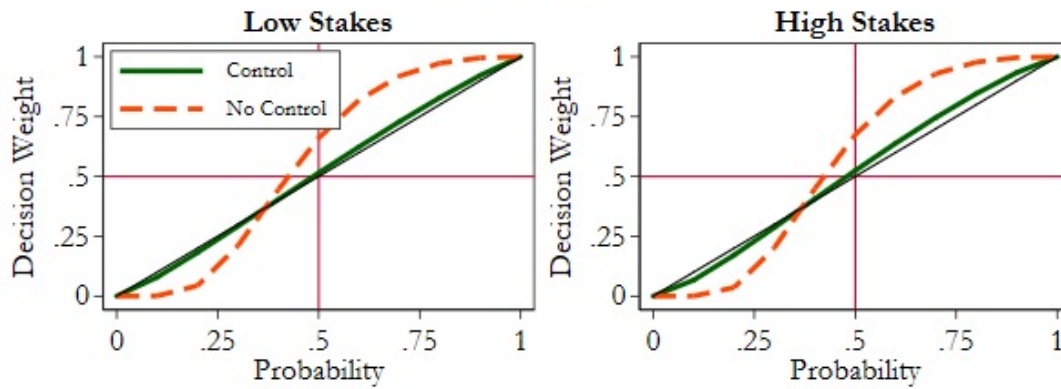 Low Stakes
Decision Weight
1
.75
.5
.25
0
Control
No Control
0 .25 .5 .75 1
Probability
High Stakes
Decision Weight
1
.75
.5
.25
0
0 .25 .5 .75 1
Probability